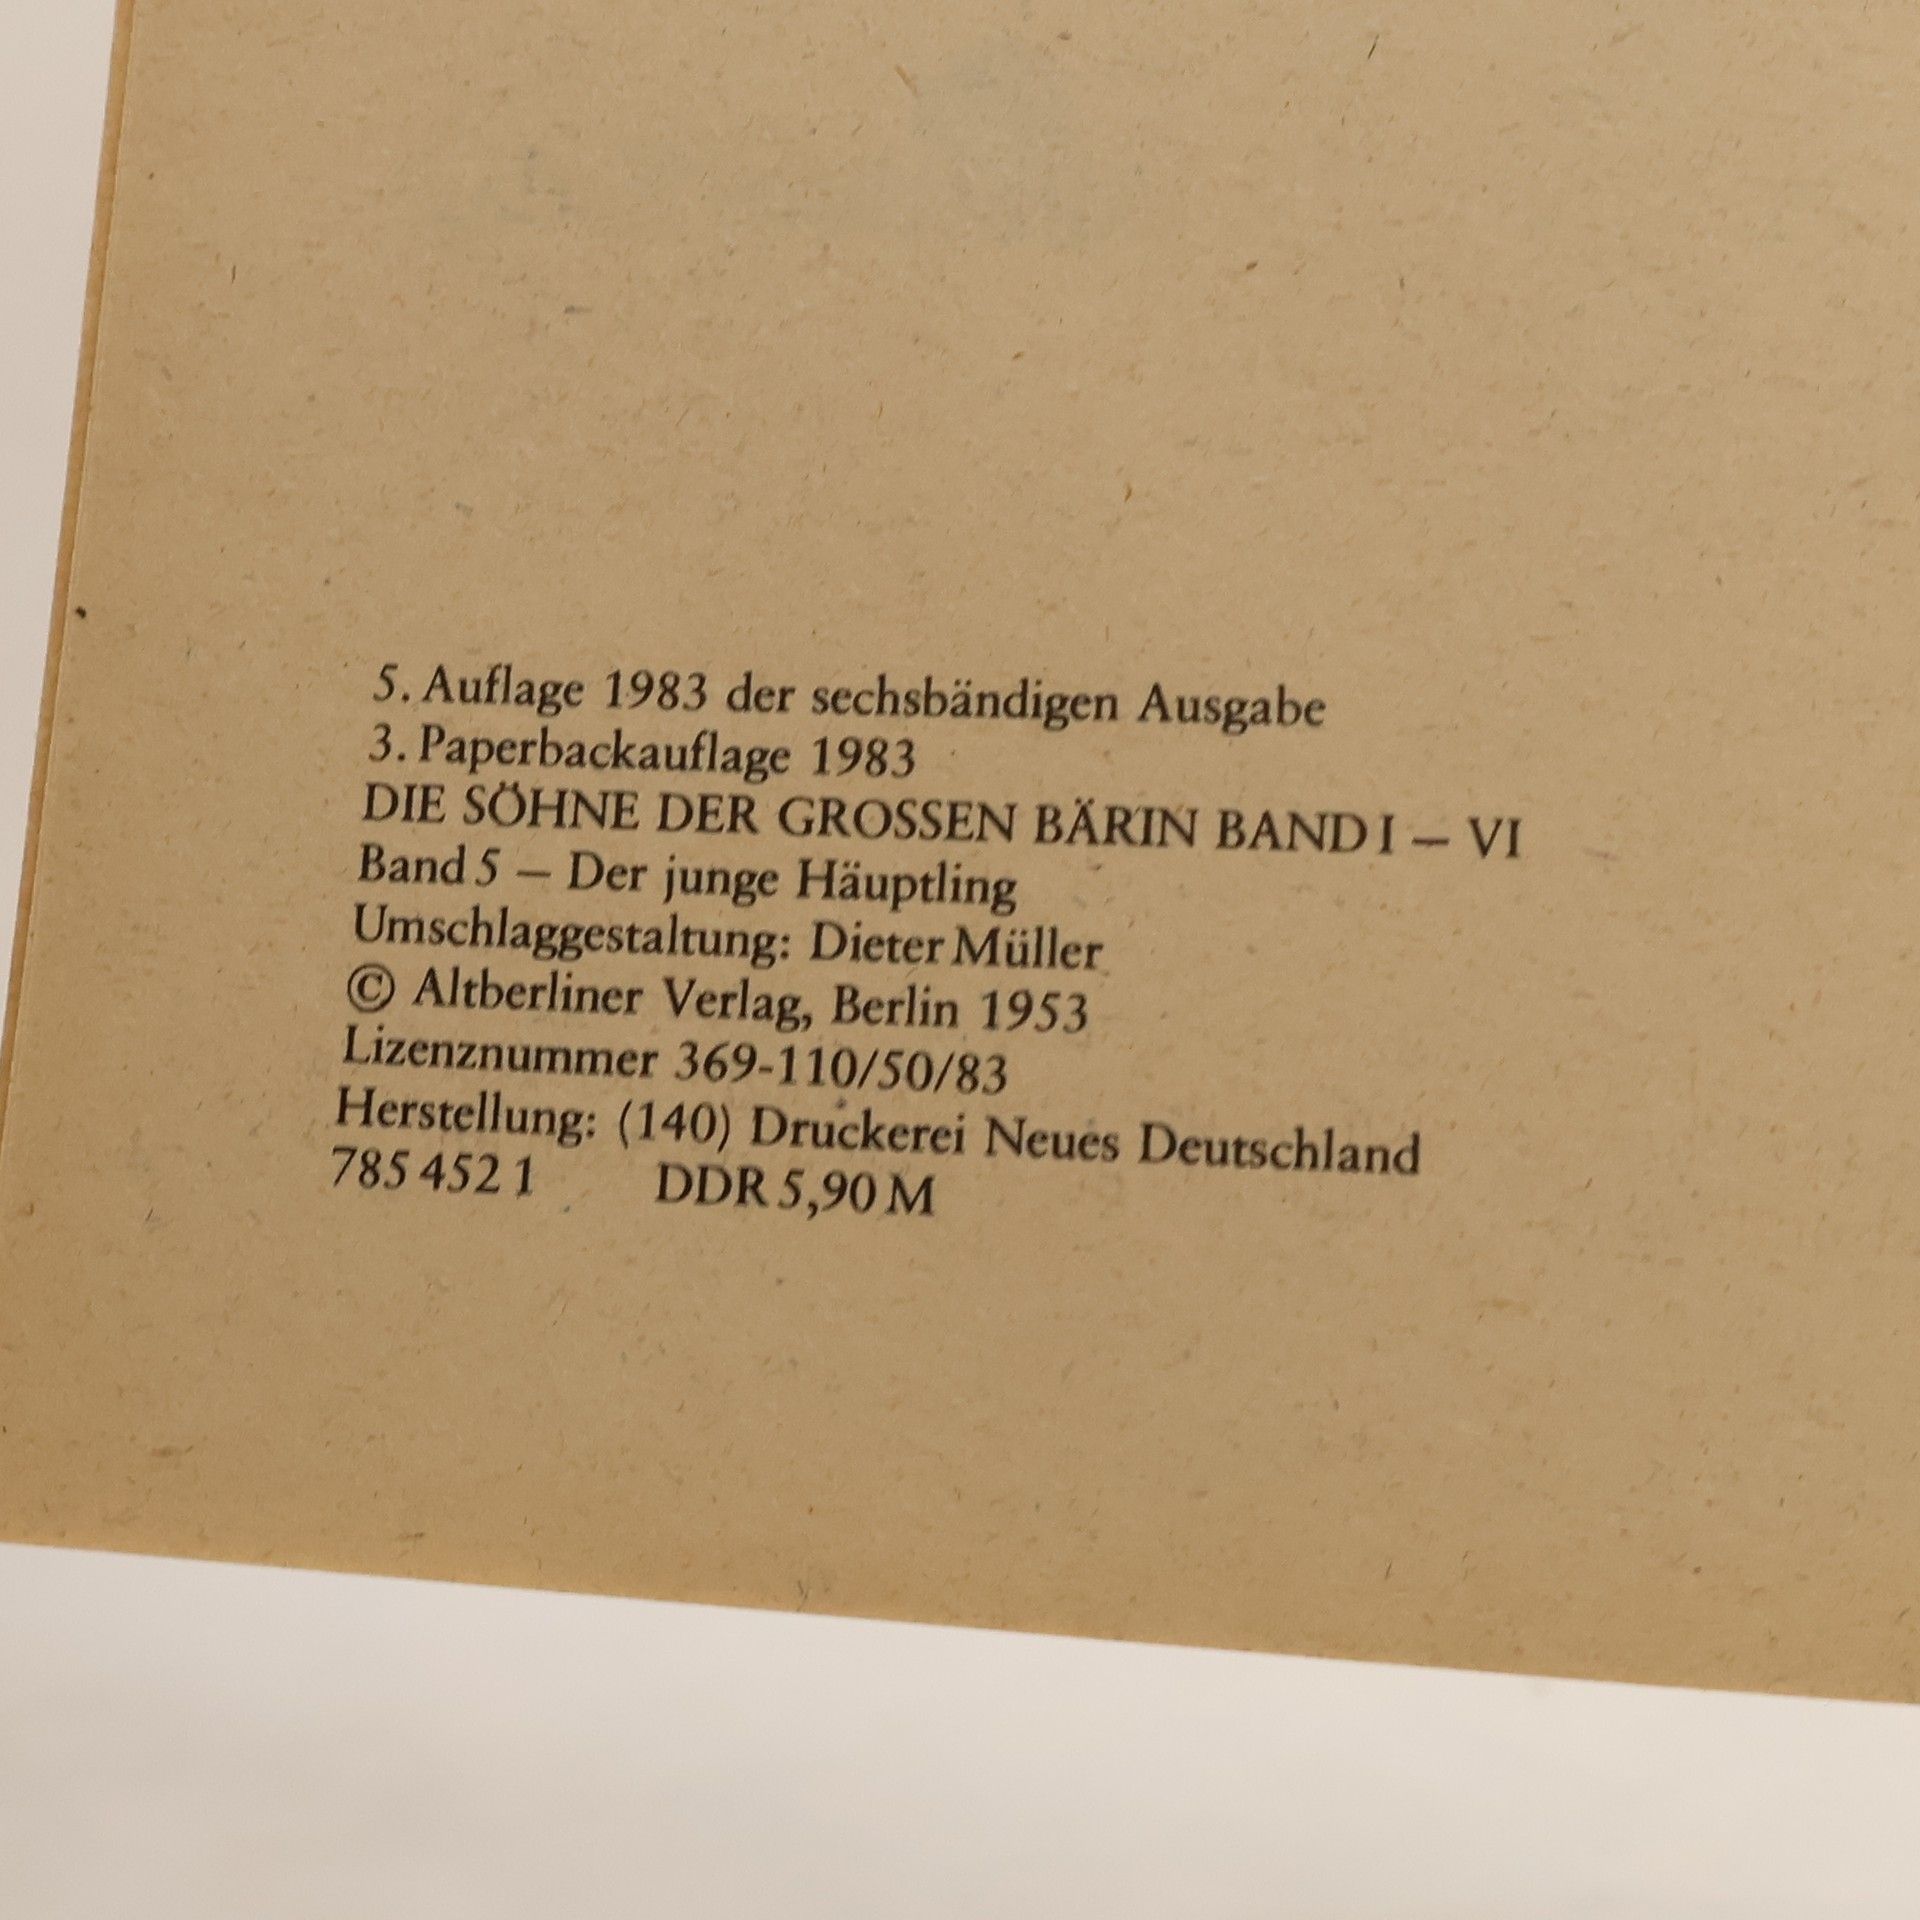 5. Auflage 1983 der sechsbändigen Ausgabe
3. Paperbackauflage 1983
DIE SÖHNE DER GROSSEN BÄRIN BAND I – VI
Band 5 – Der junge Häuptling
Umschlaggestaltung: Dieter Müller
© Altberliner Verlag, Berlin 1953
Lizenznummer 369-110/50/83
Herstellung: (140) Druckerei Neues Deutschland
785 452 1 DDR 5,90 M